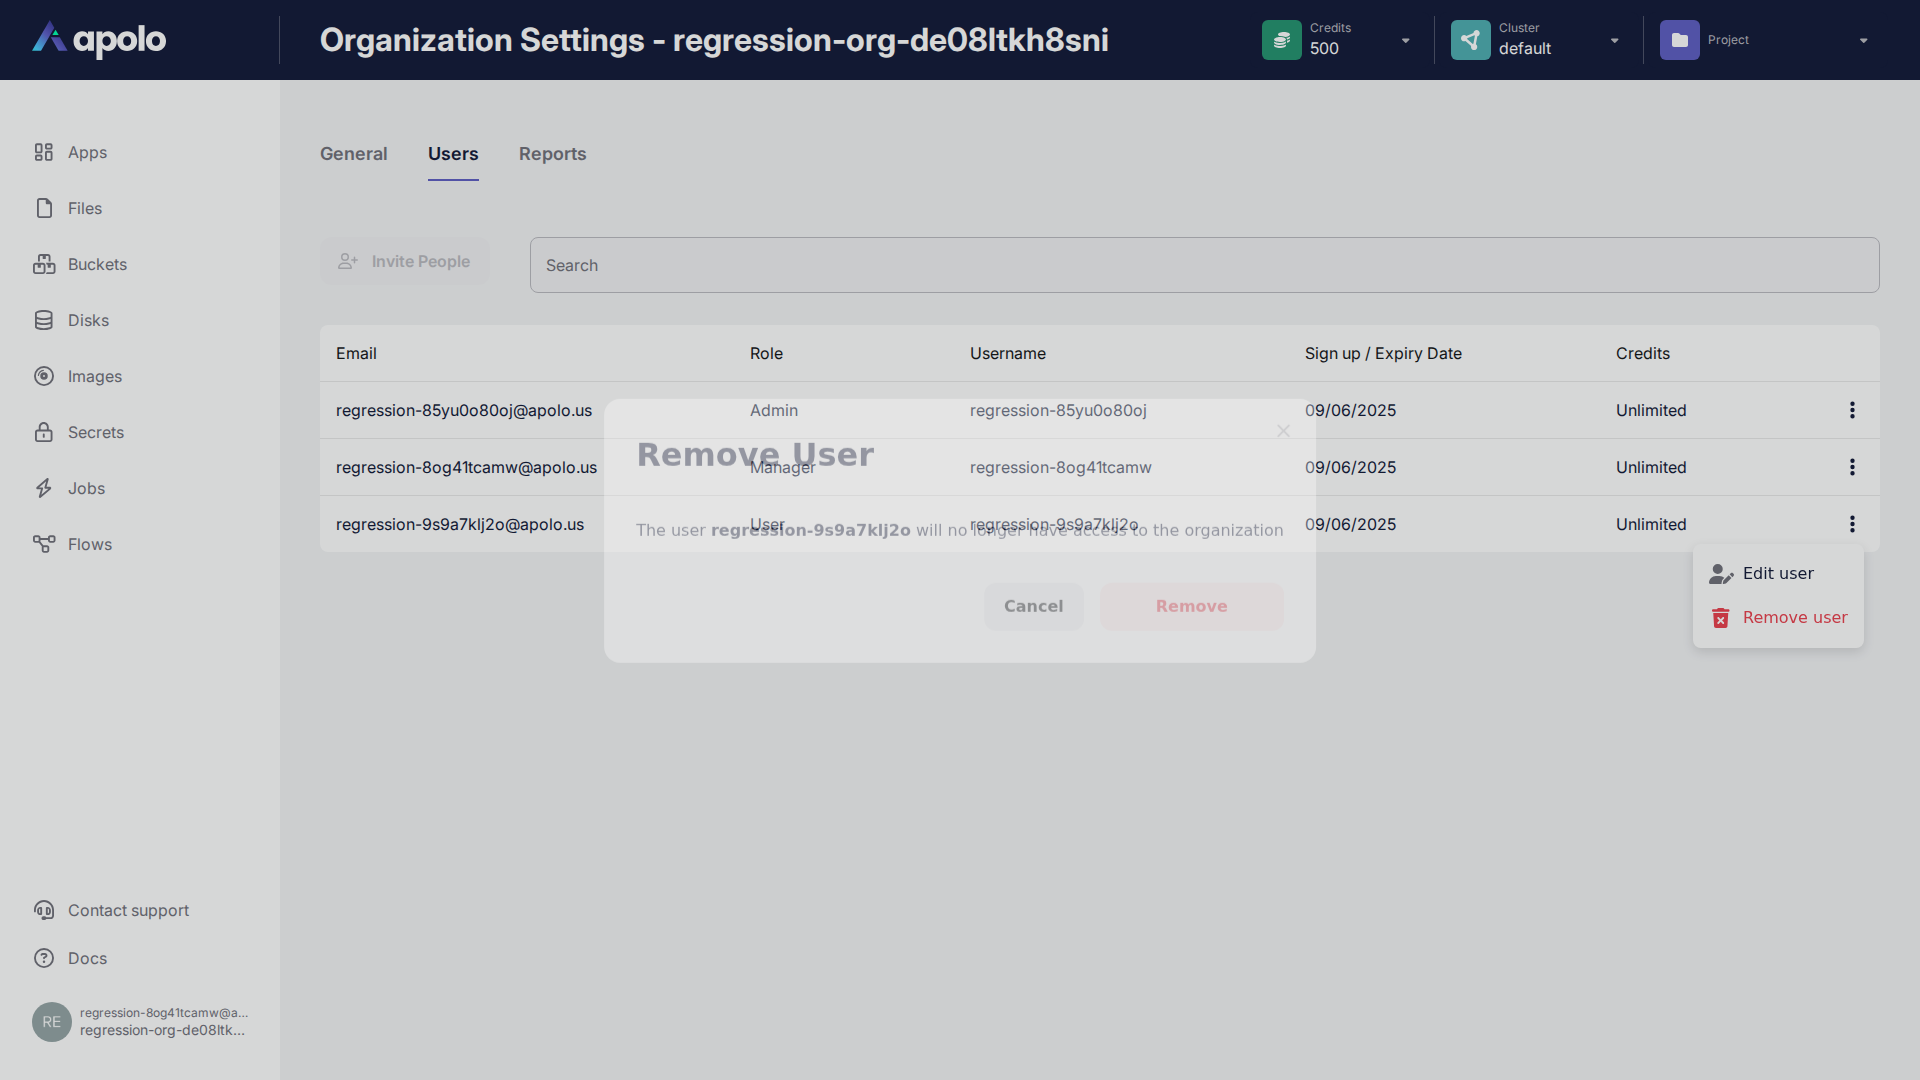 apolo
Organization Settings - regression-org-de08ltkh8sni
Credits
500
Cluster
default
Project
Apps
Files
Buckets
Disks
Images
Secrets
Jobs
Flows
Contact support
Docs
RE
regression-8og41tcamw@a...
regression-org-de08ltk...
General Users Reports
Invite People
Search
Email Role Username Sign up / Expiry Date Credits
regression-85yu0o80oj@apolo.us Admin regression-85yu0o80oj 09/06/2025 Unlimited
regression-8og41tcamw@apolo.us Manager regression-8og41tcamw 09/06/2025 Unlimited
regression-9s9a7klj2o@apolo.us User regression-9s9a7klj2o 09/06/2025 Unlimited
Remove User
The user regression-9s9a7klj2o will no longer have access to the organization
Cancel Remove
Edit user
Remove user